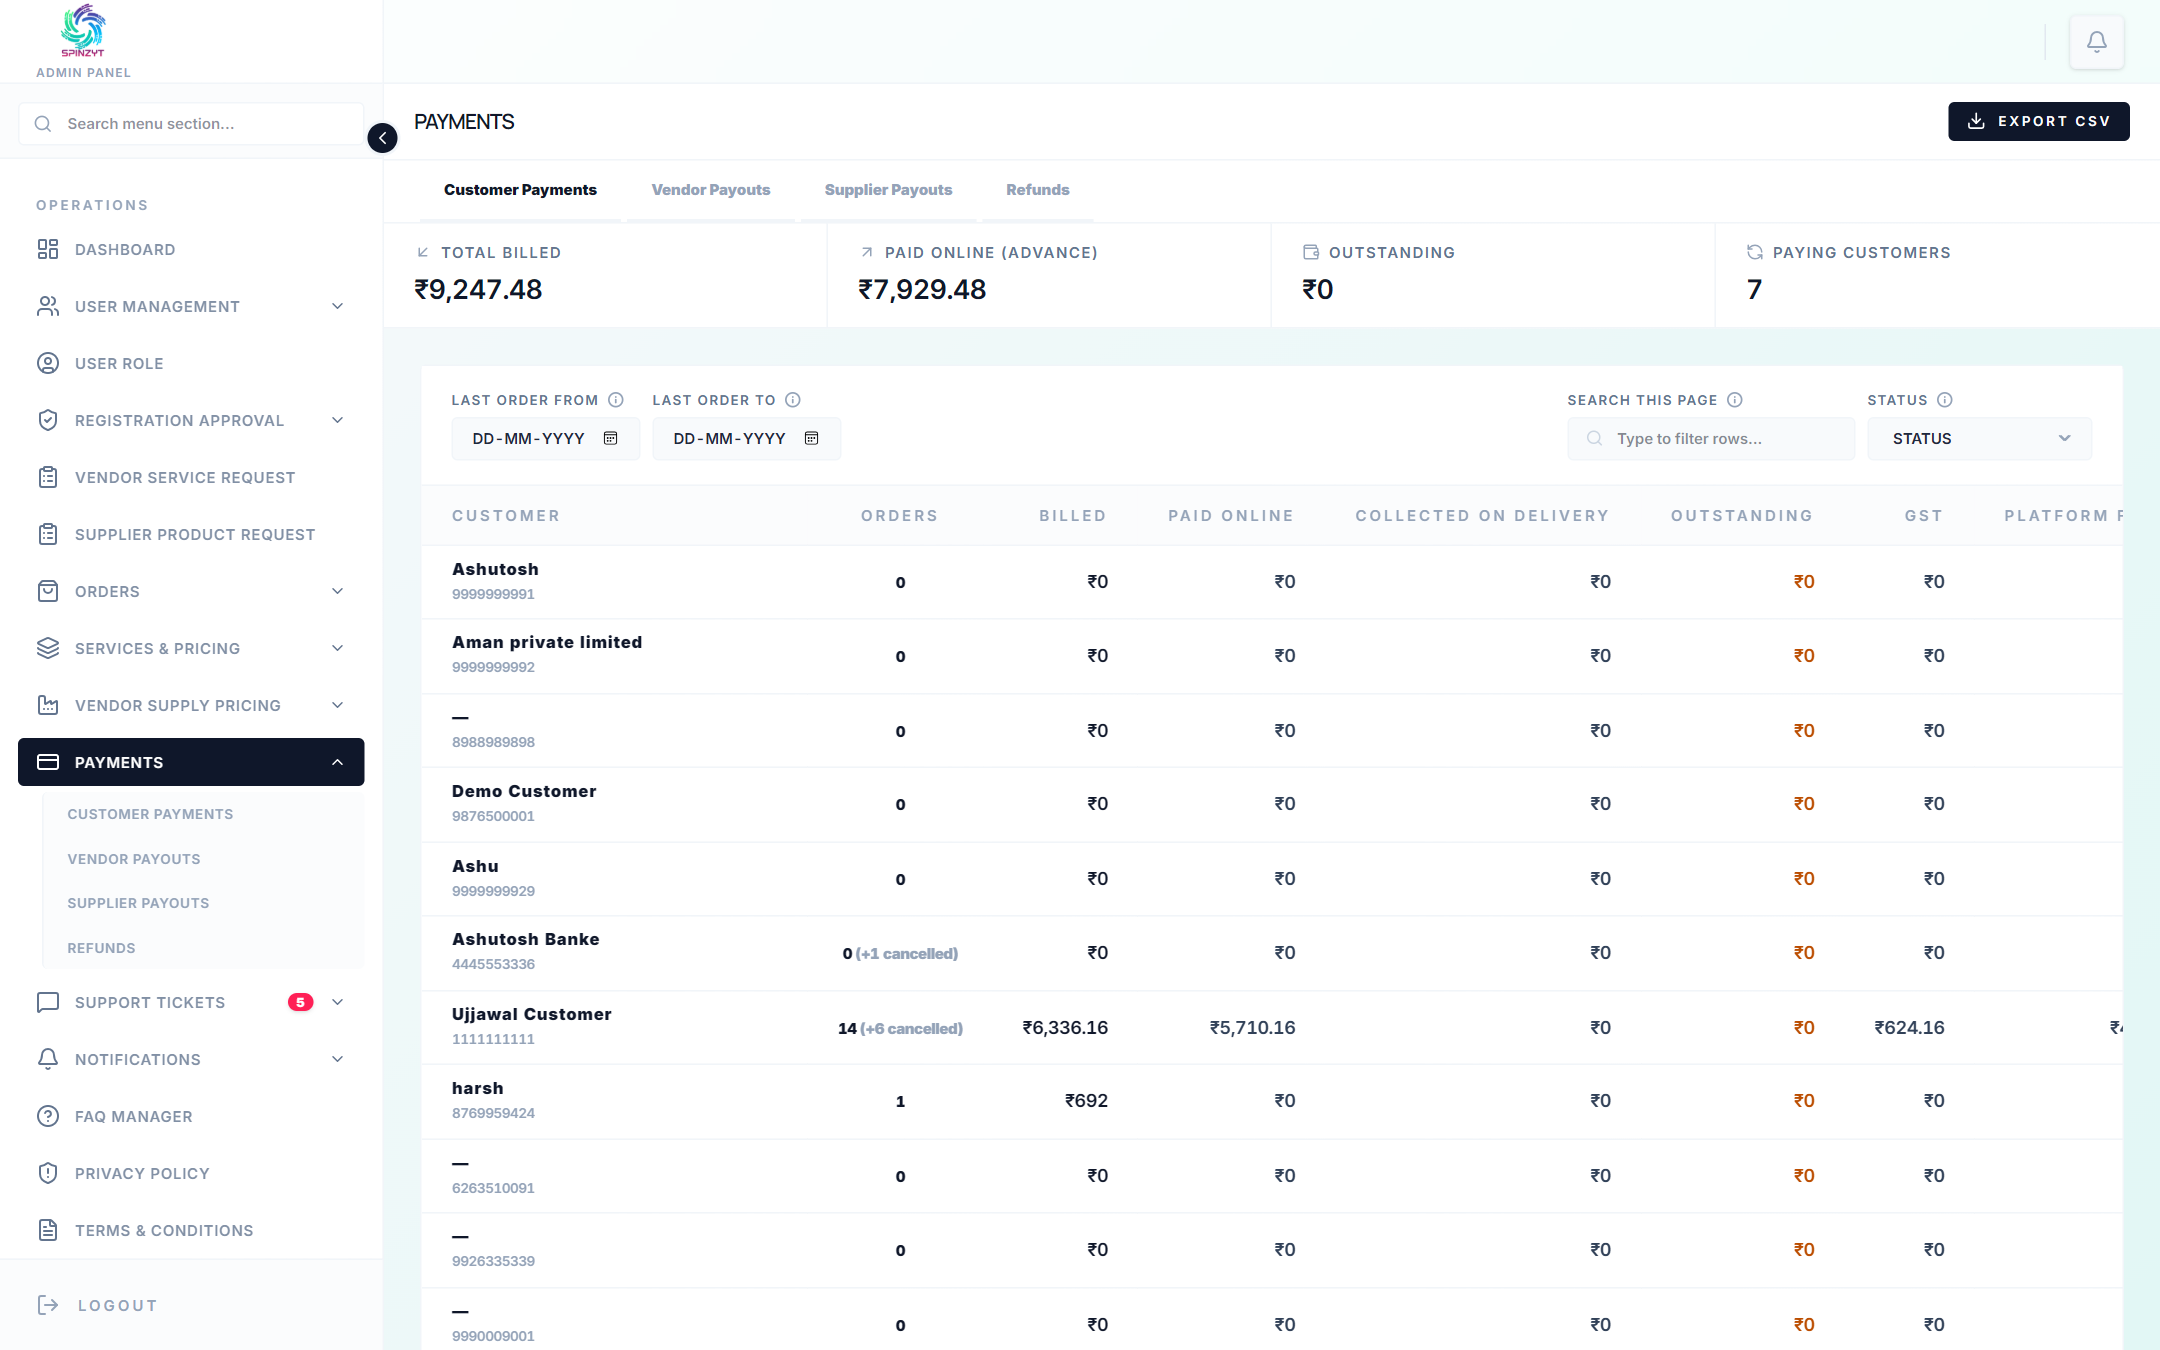 SPINZYT
ADMIN PANEL
Search menu section...
OPERATIONS
DASHBOARD
USER MANAGEMENT
USER ROLE
REGISTRATION APPROVAL
VENDOR SERVICE REQUEST
SUPPLIER PRODUCT REQUEST
ORDERS
SERVICES & PRICING
VENDOR SUPPLY PRICING
PAYMENTS
CUSTOMER PAYMENTS
VENDOR PAYOUTS
SUPPLIER PAYOUTS
REFUNDS
SUPPORT TICKETS 5
NOTIFICATIONS
FAQ MANAGER
PRIVACY POLICY
TERMS & CONDITIONS
LOGOUT
PAYMENTS
EXPORT CSV
Customer Payments Vendor Payouts Supplier Payouts Refunds
TOTAL BILLED
₹9,247.48
PAID ONLINE (ADVANCE)
₹7,929.48
OUTSTANDING
₹0
PAYING CUSTOMERS
7
LAST ORDER FROM LAST ORDER TO SEARCH THIS PAGE STATUS
DD-MM-YYYY DD-MM-YYYY Type to filter rows... STATUS
CUSTOMER ORDERS BILLED PAID ONLINE COLLECTED ON DELIVERY OUTSTANDING GST PLATFORM F
Ashutosh
9999999991
0 ₹0 ₹0 ₹0 ₹0 ₹0
Aman private limited
9999999992
0 ₹0 ₹0 ₹0 ₹0 ₹0
—
8988989898
0 ₹0 ₹0 ₹0 ₹0 ₹0
Demo Customer
9876500001
0 ₹0 ₹0 ₹0 ₹0 ₹0
Ashu
9999999929
0 ₹0 ₹0 ₹0 ₹0 ₹0
Ashutosh Banke
4445553336
0 (+1 cancelled) ₹0 ₹0 ₹0 ₹0 ₹0
Ujjawal Customer
1111111111
14 (+6 cancelled) ₹6,336.16 ₹5,710.16 ₹0 ₹0 ₹624.16
harsh
8769959424
1 ₹692 ₹0 ₹0 ₹0 ₹0
—
6263510091
0 ₹0 ₹0 ₹0 ₹0 ₹0
—
9926335339
0 ₹0 ₹0 ₹0 ₹0 ₹0
—
9990009001
0 ₹0 ₹0 ₹0 ₹0 ₹0